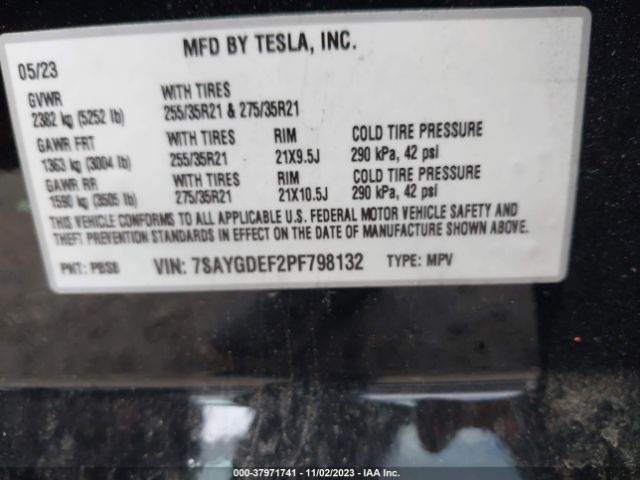 MFD BY TESLA, INC.
05/23
GVWR WITH TIRES
2382 kg (5252 lb) 255/35R21 & 275/35R21
GAWR FRT WITH TIRES RIM COLD TIRE PRESSURE
1363 kg (3004 lb) 255/35R21 21X9.5J 290 kPa, 42 psi
GAWR RR WITH TIRES RIM COLD TIRE PRESSURE
1590 kg (3505 lb) 275/35R21 21X10.5J 290 kPa, 42 psi
THIS VEHICLE CONFORMS TO ALL APPLICABLE U.S. FEDERAL MOTOR VEHICLE SAFETY AND
THEFT PREVENTION STANDARDS IN EFFECT ON THE DATE OF MANUFACTURE SHOWN ABOVE.
PNT: PBSB VIN: 7SAYGDEF2PF798132 TYPE: MPV
000-37971741 - 11/02/2023 - IAA Inc.